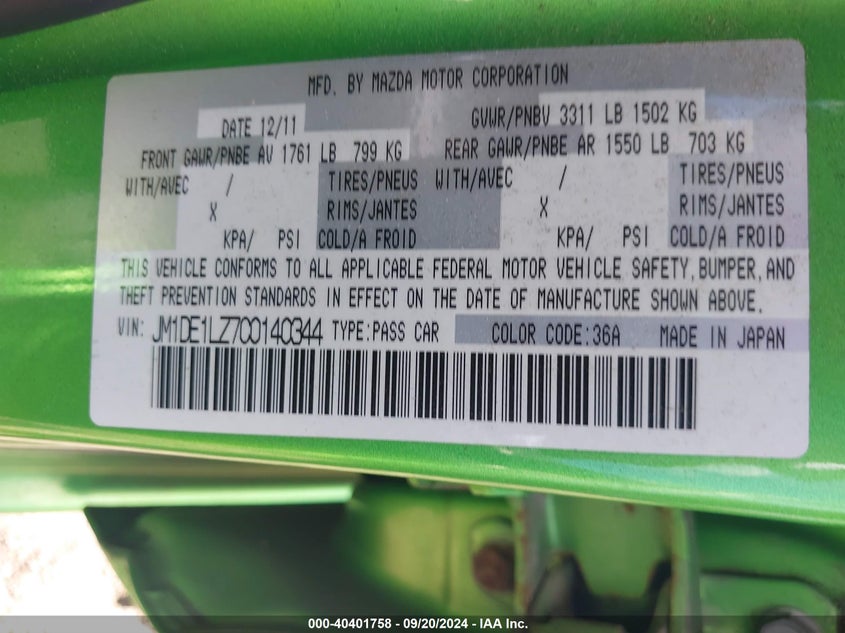 MFD. BY MAZDA MOTOR CORPORATION
DATE 12/11 GVWR/PNBV 3311 LB 1502 KG
FRONT GAWR/PNBE AV 1761 LB 799 KG REAR GAWR/PNBE AR 1550 LB 703 KG
WITH/AVEC / TIRES/PNEUS WITH/AVEC / TIRES/PNEUS
X RIMS/JANTES X RIMS/JANTES
KPA/ PSI COLD/A FROID KPA/ PSI COLD/A FROID
THIS VEHICLE CONFORMS TO ALL APPLICABLE FEDERAL MOTOR VEHICLE SAFETY,BUMPER,AND
THEFT PREVENTION STANDARDS IN EFFECT ON THE DATE OF MANUFACTURE SHOWN ABOVE.
VIN: JM1DE1LZ7C0140344 TYPE:PASS CAR COLOR CODE:36A MADE IN JAPAN
000-40401758 - 09/20/2024 - IAA Inc.